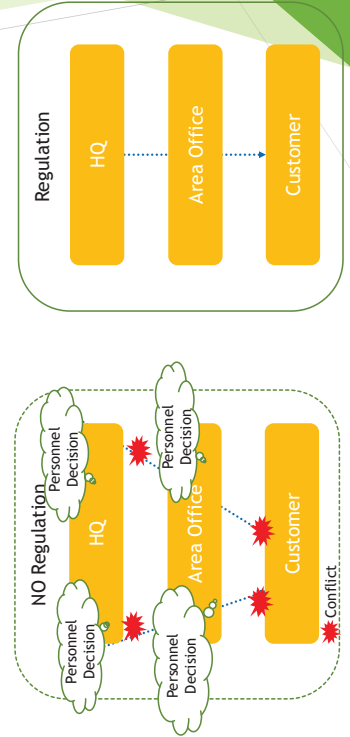 NO Regulation
Personnel
Decision
Personnel
Decision
HQ
Personnel
Decision
Personnel
Decision
Area Office
Customer
Conflict
Regulation
HQ
Area Office
Customer